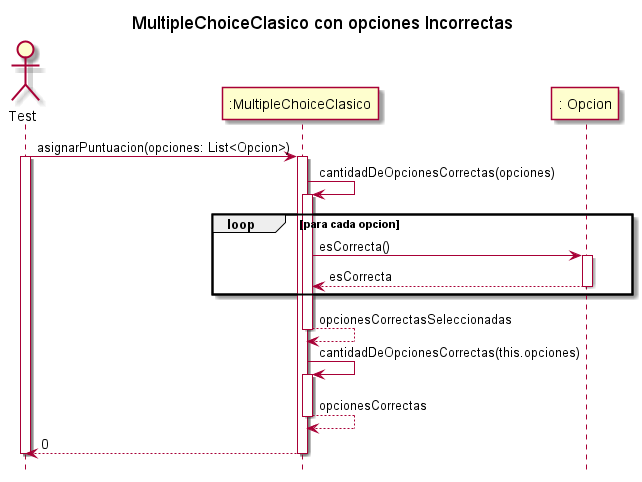 MultipleChoiceClasico con opciones Incorrectas
Test
:MultipleChoiceClasico
: Opcion
asignarPuntuacion(opciones: List<Opcion>)
cantidadDeOpcionesCorrectas(opciones)
loop
[para cada opcion]
esCorrecta()
esCorrecta
opcionesCorrectasSeleccionadas
cantidadDeOpcionesCorrectas(this.opciones)
opcionesCorrectas
0